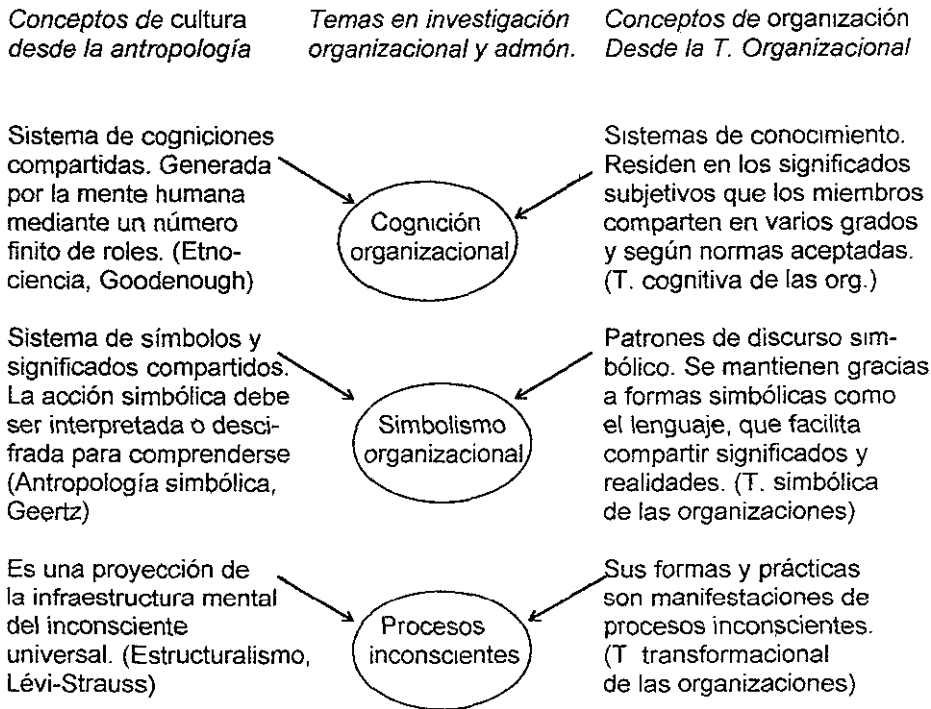 Conceptos de cultura
desde la antropología
Temas en investigación
organizacional y admón.
Conceptos de organización
Desde la T. Organizacional
Sistema de cogniciones
compartidas. Generada
por la mente humana
mediante un número
finito de roles. (Etno-
ciencia, Goodenough)
Cognición
organizacional
Sistemas de conocimiento.
Residen en los significados
subjetivos que los miembros
comparten en varios grados
y según normas aceptadas.
(T. cognitiva de las org.)
Sistema de símbolos y
significados compartidos.
La acción simbólica debe
ser interpretada o desci-
frada para comprenderse
(Antropología simbólica,
Geertz)
Simbolismo
organizacional
Patrones de discurso sim-
bólico. Se mantienen gracias
a formas simbólicas como
el lenguaje, que facilita
compartir significados y
realidades. (T. simbólica
de las organizaciones)
Es una proyección de
la infraestructura mental
del inconsciente
universal. (Estructuralismo,
Lévi-Strauss)
Procesos
inconscientes
Sus formas y prácticas
son manifestaciones de
procesos inconscientes.
(T transformacional
de las organizaciones)